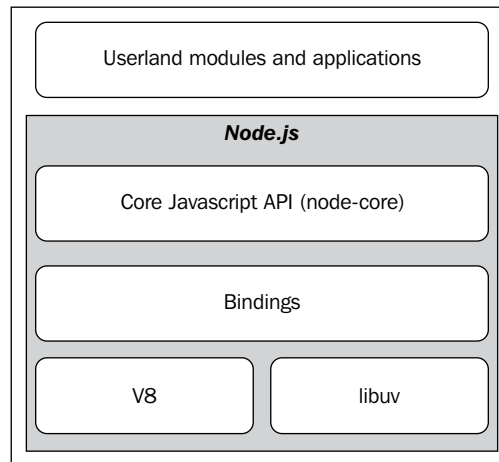 Userland modules and applications
Node.js
Core Javascript API (node-core)
Bindings
V8
libuv